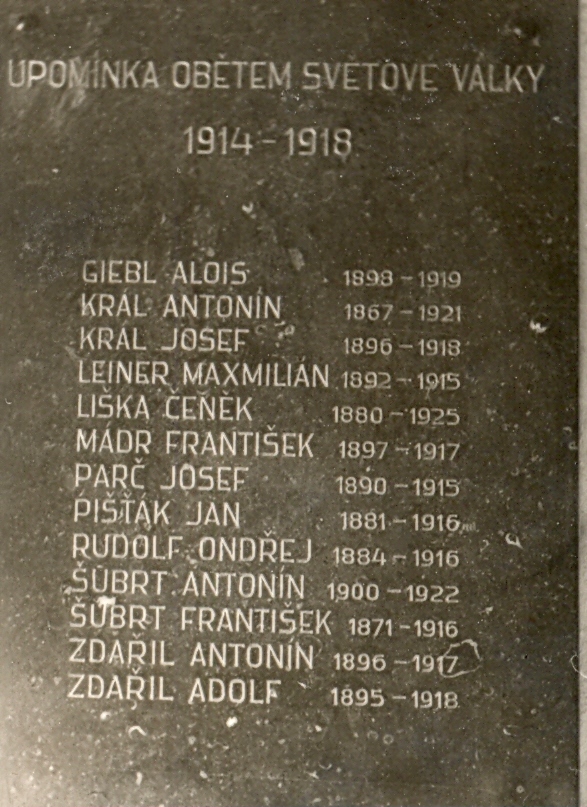 UPOMÍNKA OBĚTEM SVĚTOVÉ VÁLKY
1914 – 1918
GIEBL ALOIS 1898 – 1919
KRÁL ANTONÍN 1867 – 1921
KRÁL JOSEF 1896 – 1918
LEINER MAXMILIÁN 1892 – 1915
LIŠKA ČEŇĚK 1880 – 1925
MÁDR FRANTIŠEK 1897 – 1917
PARČ JOSEF 1890 – 1915
PIŠŤÁK JAN 1881 – 1916
RUDOLF ONDŘEJ 1884 – 1916
ŠUBRT ANTONÍN 1900 – 1922
ŠUBRT FRANTIŠEK 1871 – 1916
ZDAŘIL ANTONÍN 1896 – 1917
ZDAŘIL ADOLF 1895 – 1918